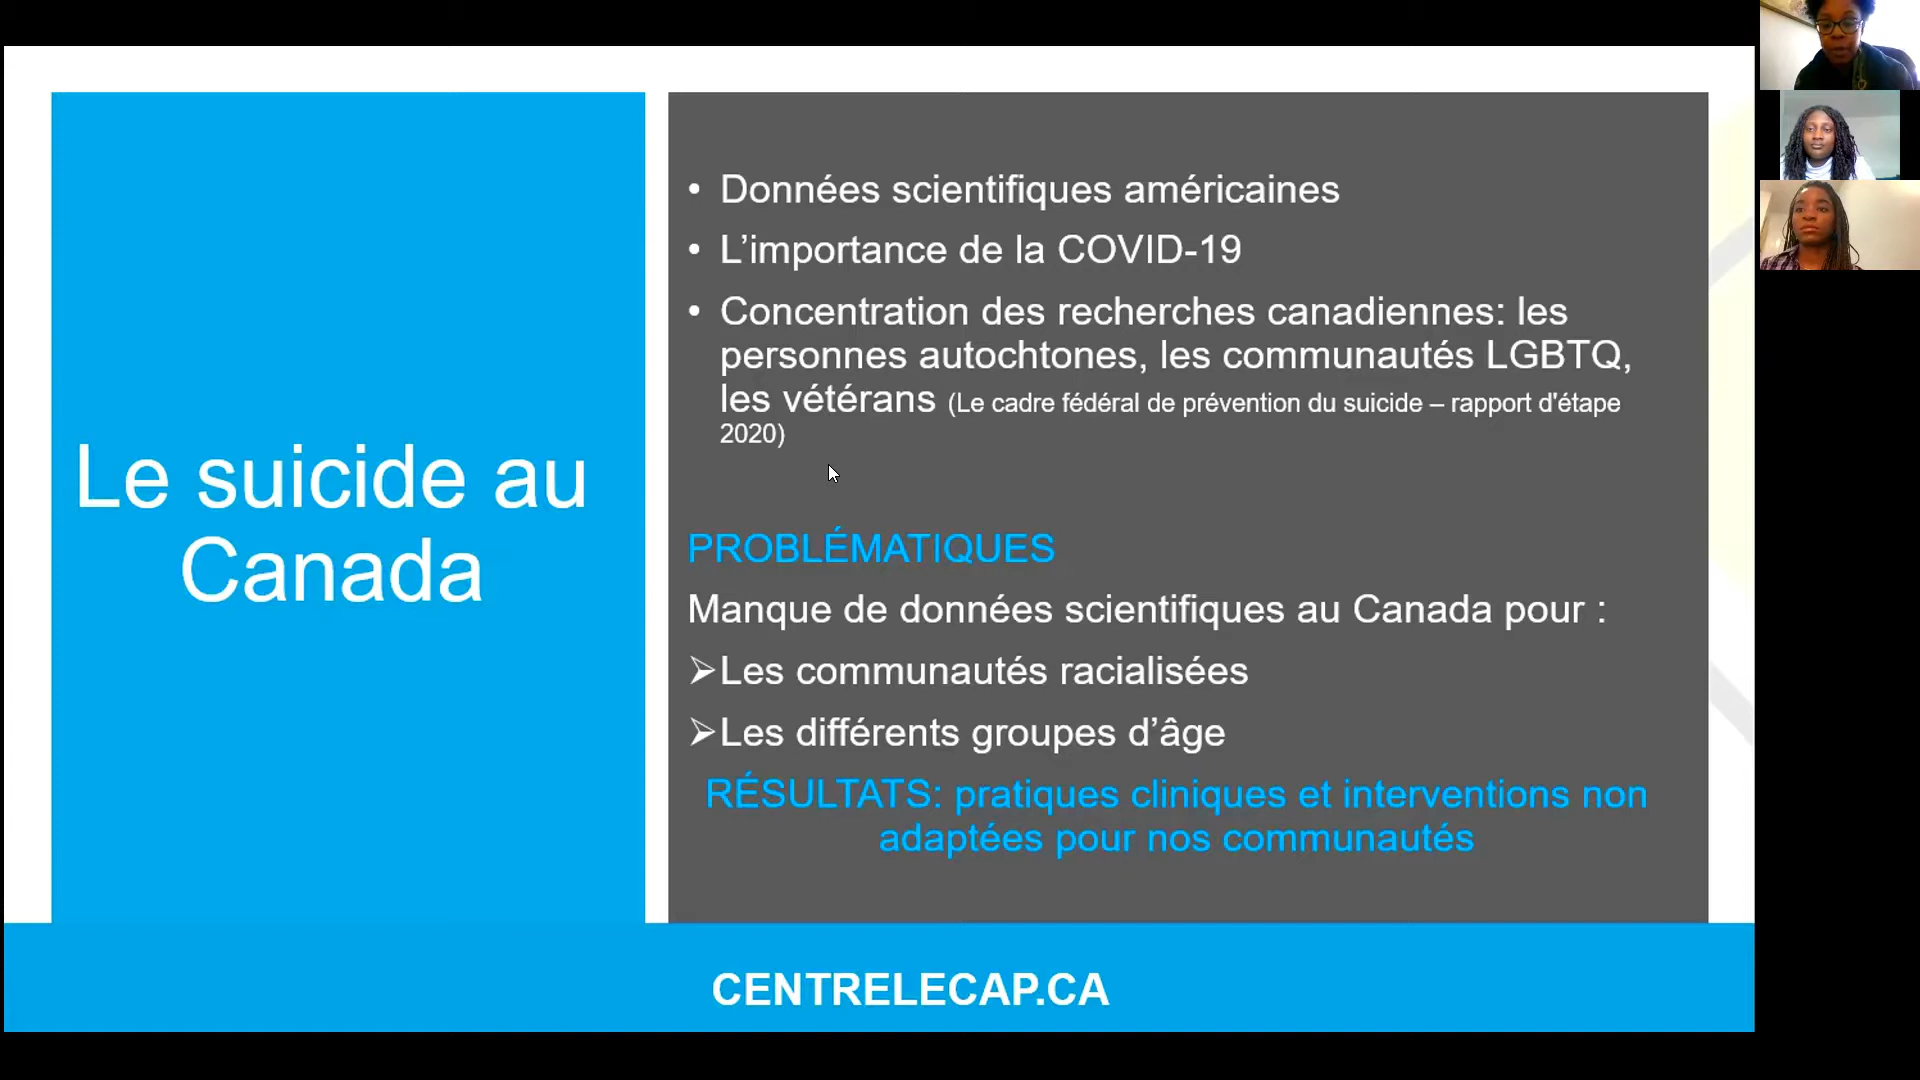 Le suicide au
Canada
• Données scientifiques américaines
• L’importance de la COVID-19
• Concentration des recherches canadiennes: les
personnes autochtones, les communautés LGBTQ,
les vétérans (Le cadre fédéral de prévention du suicide – rapport d'étape
2020)
PROBLÉMATIQUES
Manque de données scientifiques au Canada pour :
➢Les communautés racialisées
➢Les différents groupes d’âge
RÉSULTATS: pratiques cliniques et interventions non
adaptées pour nos communautés
CENTRELECAP.CA